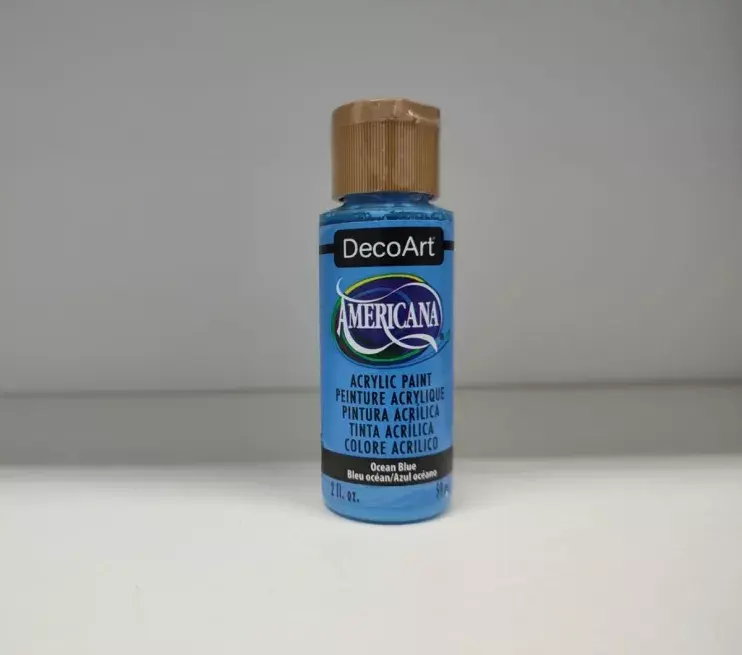 DecoArt
AMERICANA
ACRYLIC PAINT
PEINTURE ACRYLIQUE
PINTURA ACRÍLICA
TINTA ACRÍLICA
COLORE ACRILICO
Ocean Blue
Bleu océan/Azul océano
2 fl. oz.